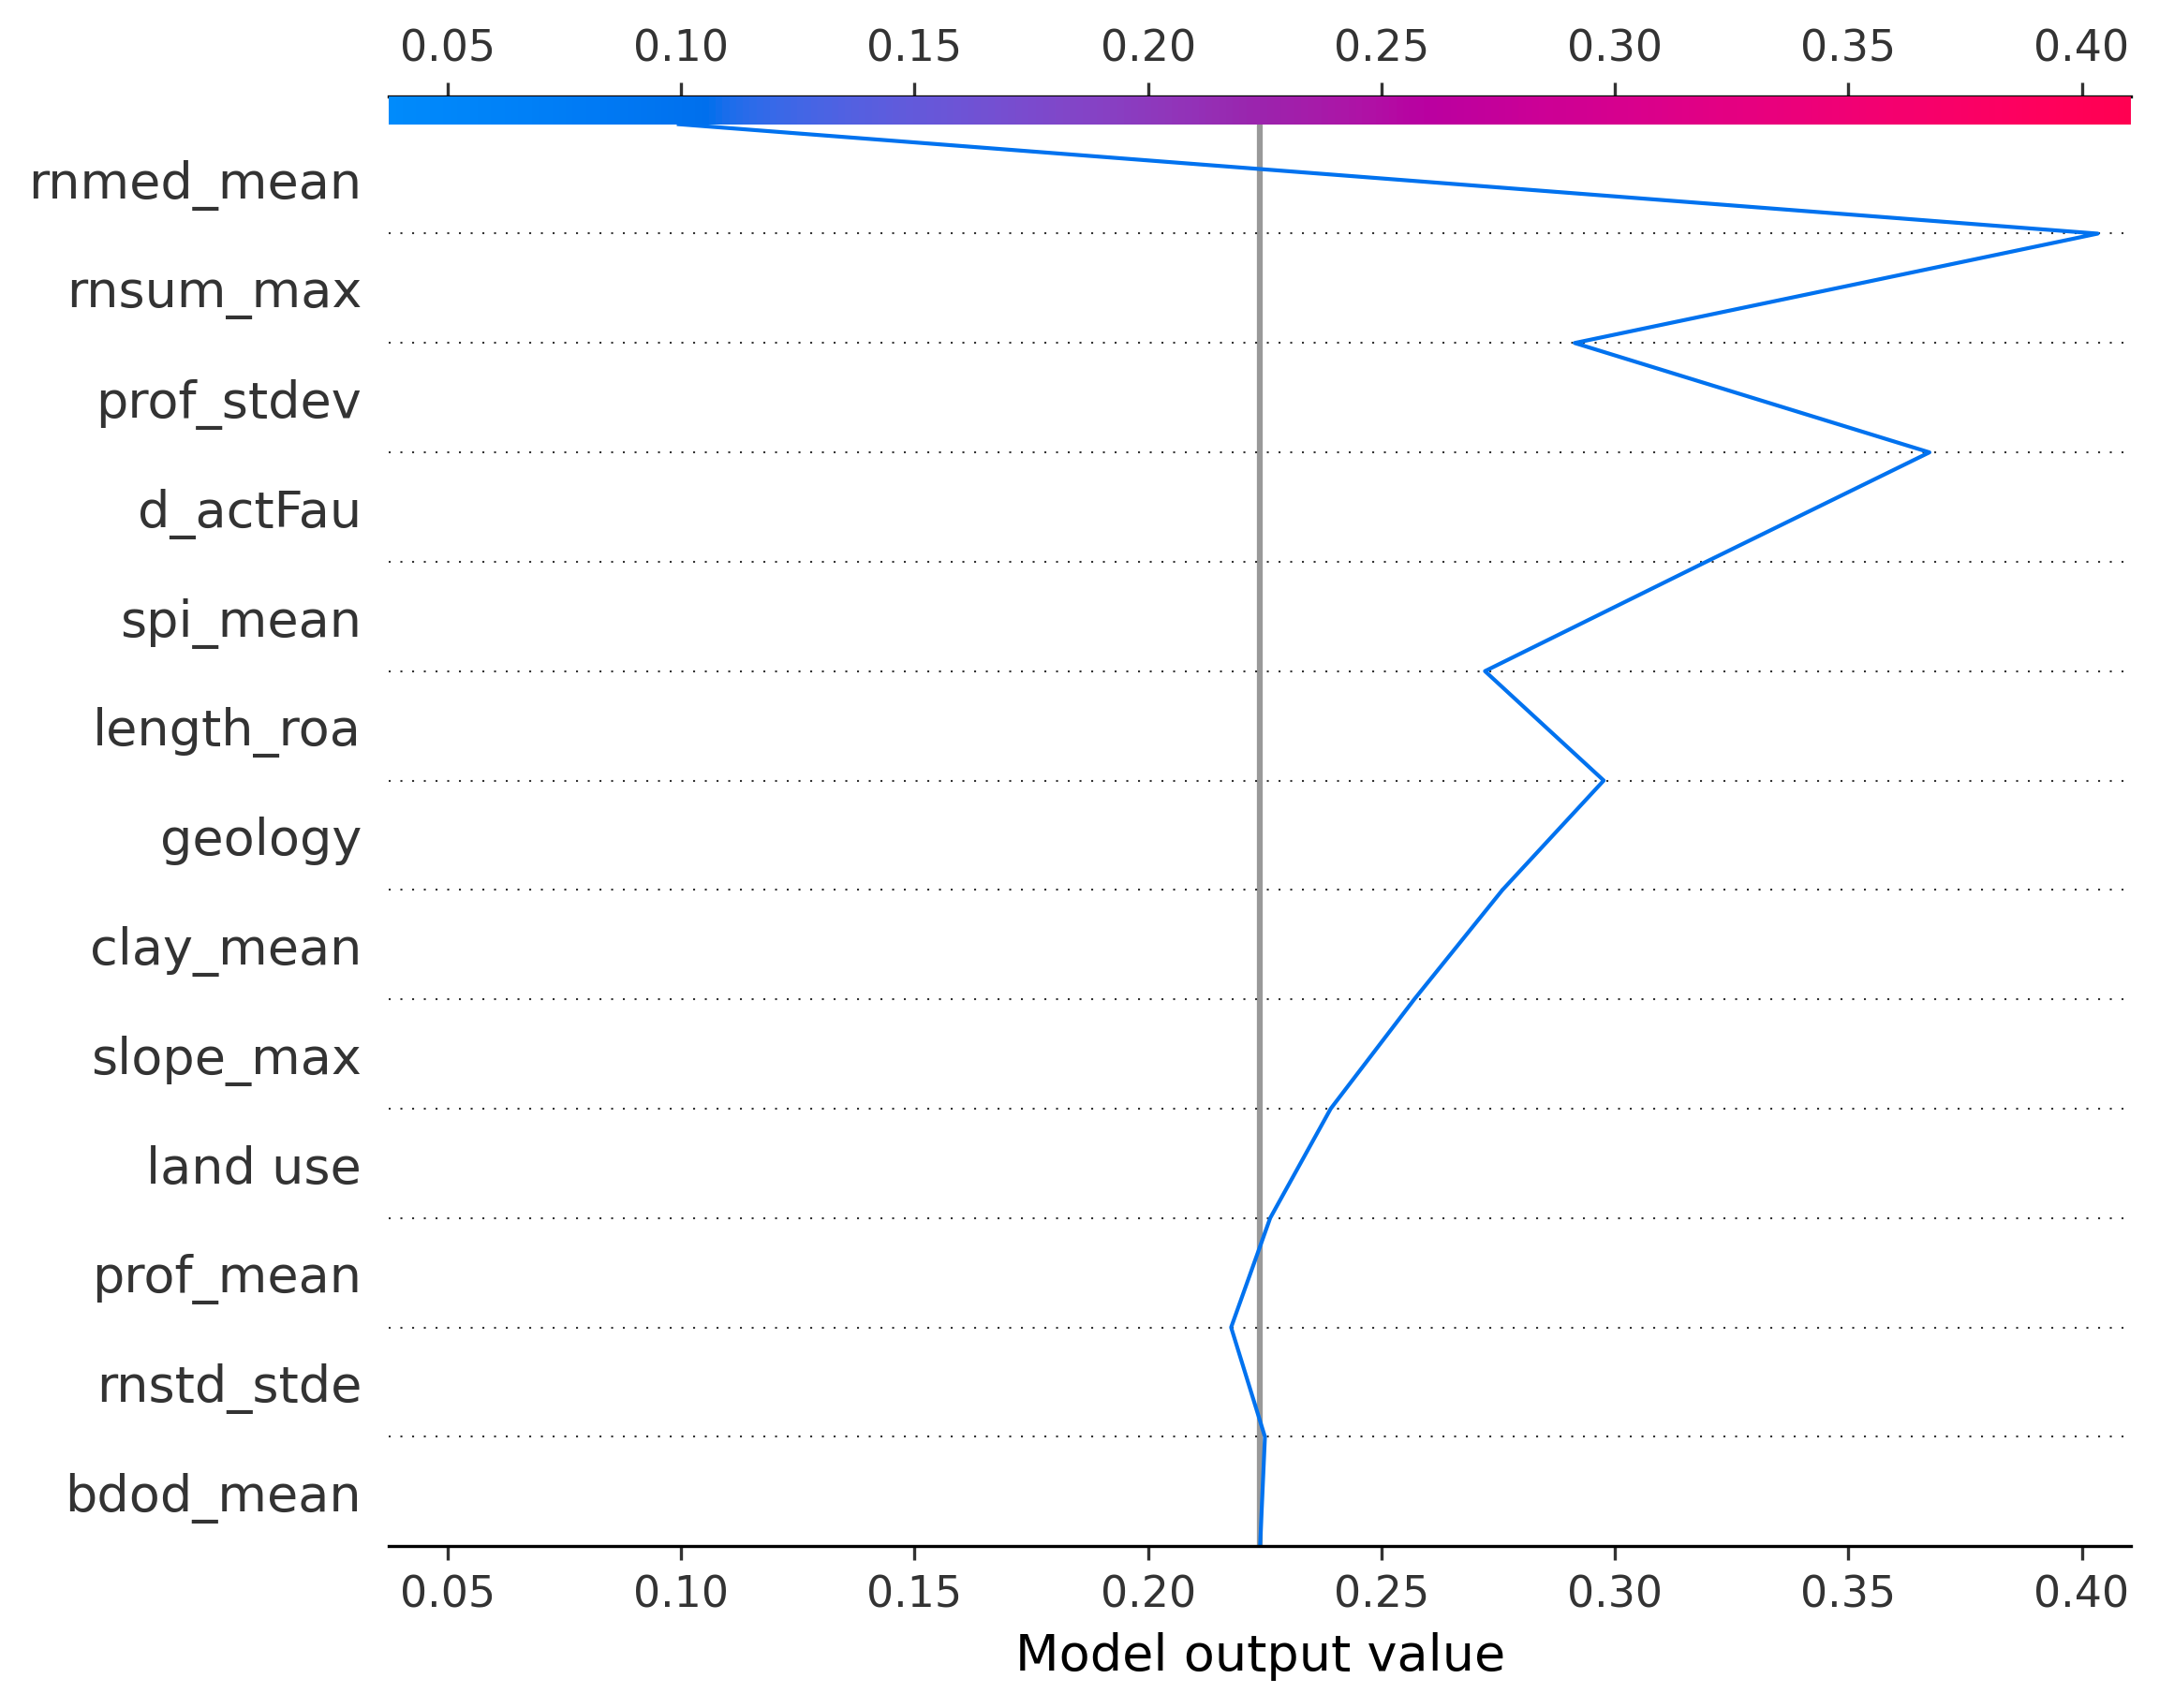 0.05 0.10 0.15 0.20 0.25 0.30 0.35 0.40
rnmed_mean
rnsum_max
prof_stdev
d_actFau
spi_mean
length_roa
geology
clay_mean
slope_max
land use
prof_mean
rnstd_stde
bdod_mean
0.05 0.10 0.15 0.20 0.25 0.30 0.35 0.40
Model output value